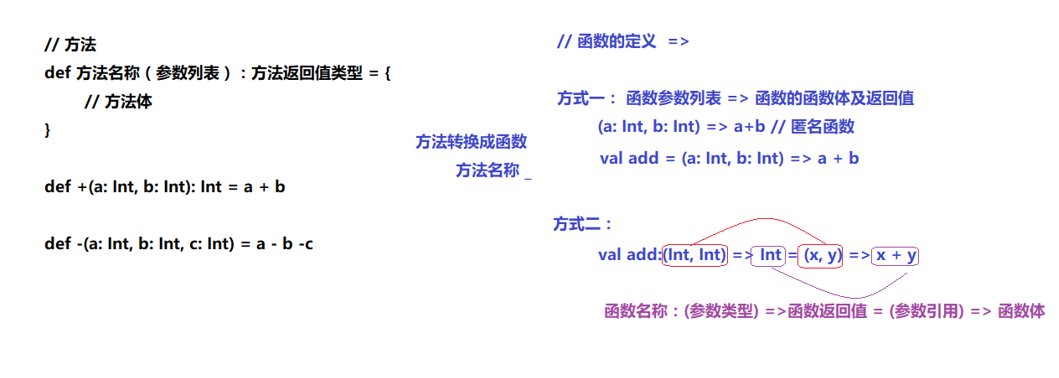 // 方法
def 方法名称（参数列表）: 方法返回值类型 = {
// 方法体
}
def +(a: Int, b: Int): Int = a + b
def -(a: Int, b: Int, c: Int) = a - b -c
方法转换成函数
方法名称 _
// 函数的定义 =>
方式一： 函数参数列表 => 函数的函数体及返回值
(a: Int, b: Int) => a+b // 匿名函数
val add = (a: Int, b: Int) => a + b
方式二：
val add:(Int, Int) => Int = (x, y) => x + y
函数名称：(参数类型) =>函数返回值 = (参数引用) => 函数体